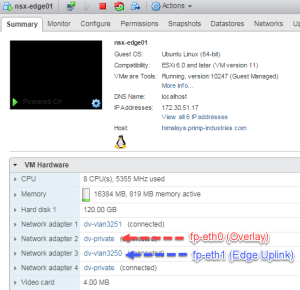 nsx-edge01
Actions
Summary Monitor Configure Permissions Snapshots Datastores Networks Up
nsx-edge01
Guest OS: Ubuntu Linux (64-bit)
Compatibility: ESXi 6.0 and later (VM version 11)
VMware Tools: Running, version:10247 (Guest Managed)
More info...
DNS Name: localhost
IP Addresses: 172.30.51.17
View all 6 IP addresses
Host: himalaya.primp-industries.com
Powered On
VM Hardware
CPU 8 CPU(s), 5355 MHz used
Memory 16384 MB, 819 MB memory active
Hard disk 1 120.00 GB
Network adapter 1 dv-vlan3251 (connected)
Network adapter 2 dv-private (connected) fp-eth0 (Overlay)
Network adapter 3 dv-vlan3250 (connected) fp-eth1 (Edge Uplink)
Network adapter 4 dv-private (connected)
Video card 4.00 MB